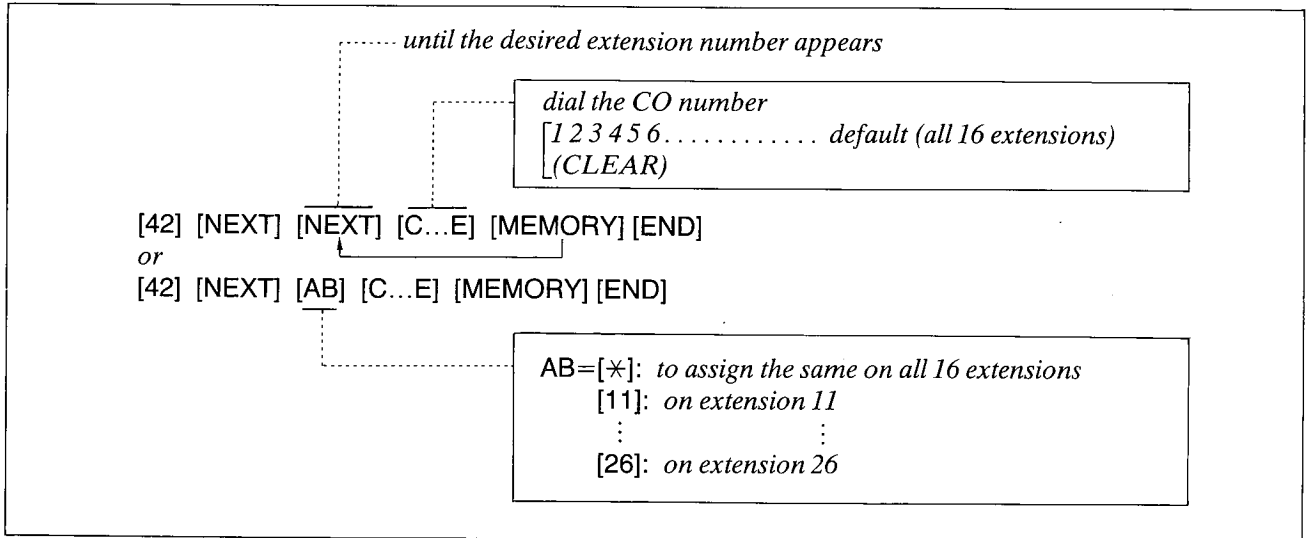 until the desired extension number appears
dial the CO number
1 2 3 4 5 6 . . . . . . . . . . . . default (all 16 extensions)
(CLEAR)
[42] [NEXT] [NEXT] [C...E] [MEMORY] [END]
or
[42] [NEXT] [AB] [C...E] [MEMORY] [END]
AB=[✳]: to assign the same on all 16 extensions
[11]: on extension 11
⋮ ⋮
[26]: on extension 26